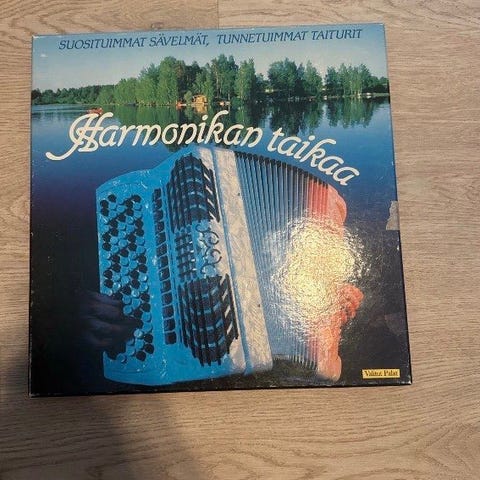 SUOSITUIMMAT SÄVELMÄT, TUNNETUIMMAT TAITURIT
Harmonikan taikaa
Valitut Palat